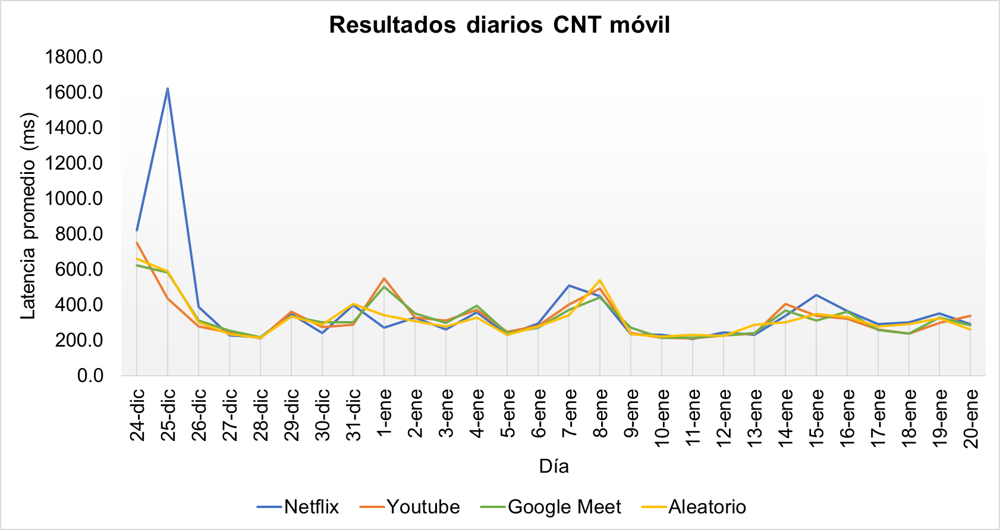 Resultados diarios CNT móvil
1800.0
1600.0
1400.0
1200.0
1000.0
800.0
600.0
400.0
200.0
0.0
Latencia promedio (ms)
24-dic
25-dic
26-dic
27-dic
28-dic
29-dic
30-dic
31-dic
1-ene
2-ene
3-ene
4-ene
5-ene
6-ene
7-ene
8-ene
9-ene
10-ene
11-ene
12-ene
13-ene
14-ene
15-ene
16-ene
17-ene
18-ene
19-ene
20-ene
Día
Netflix Youtube Google Meet Aleatorio